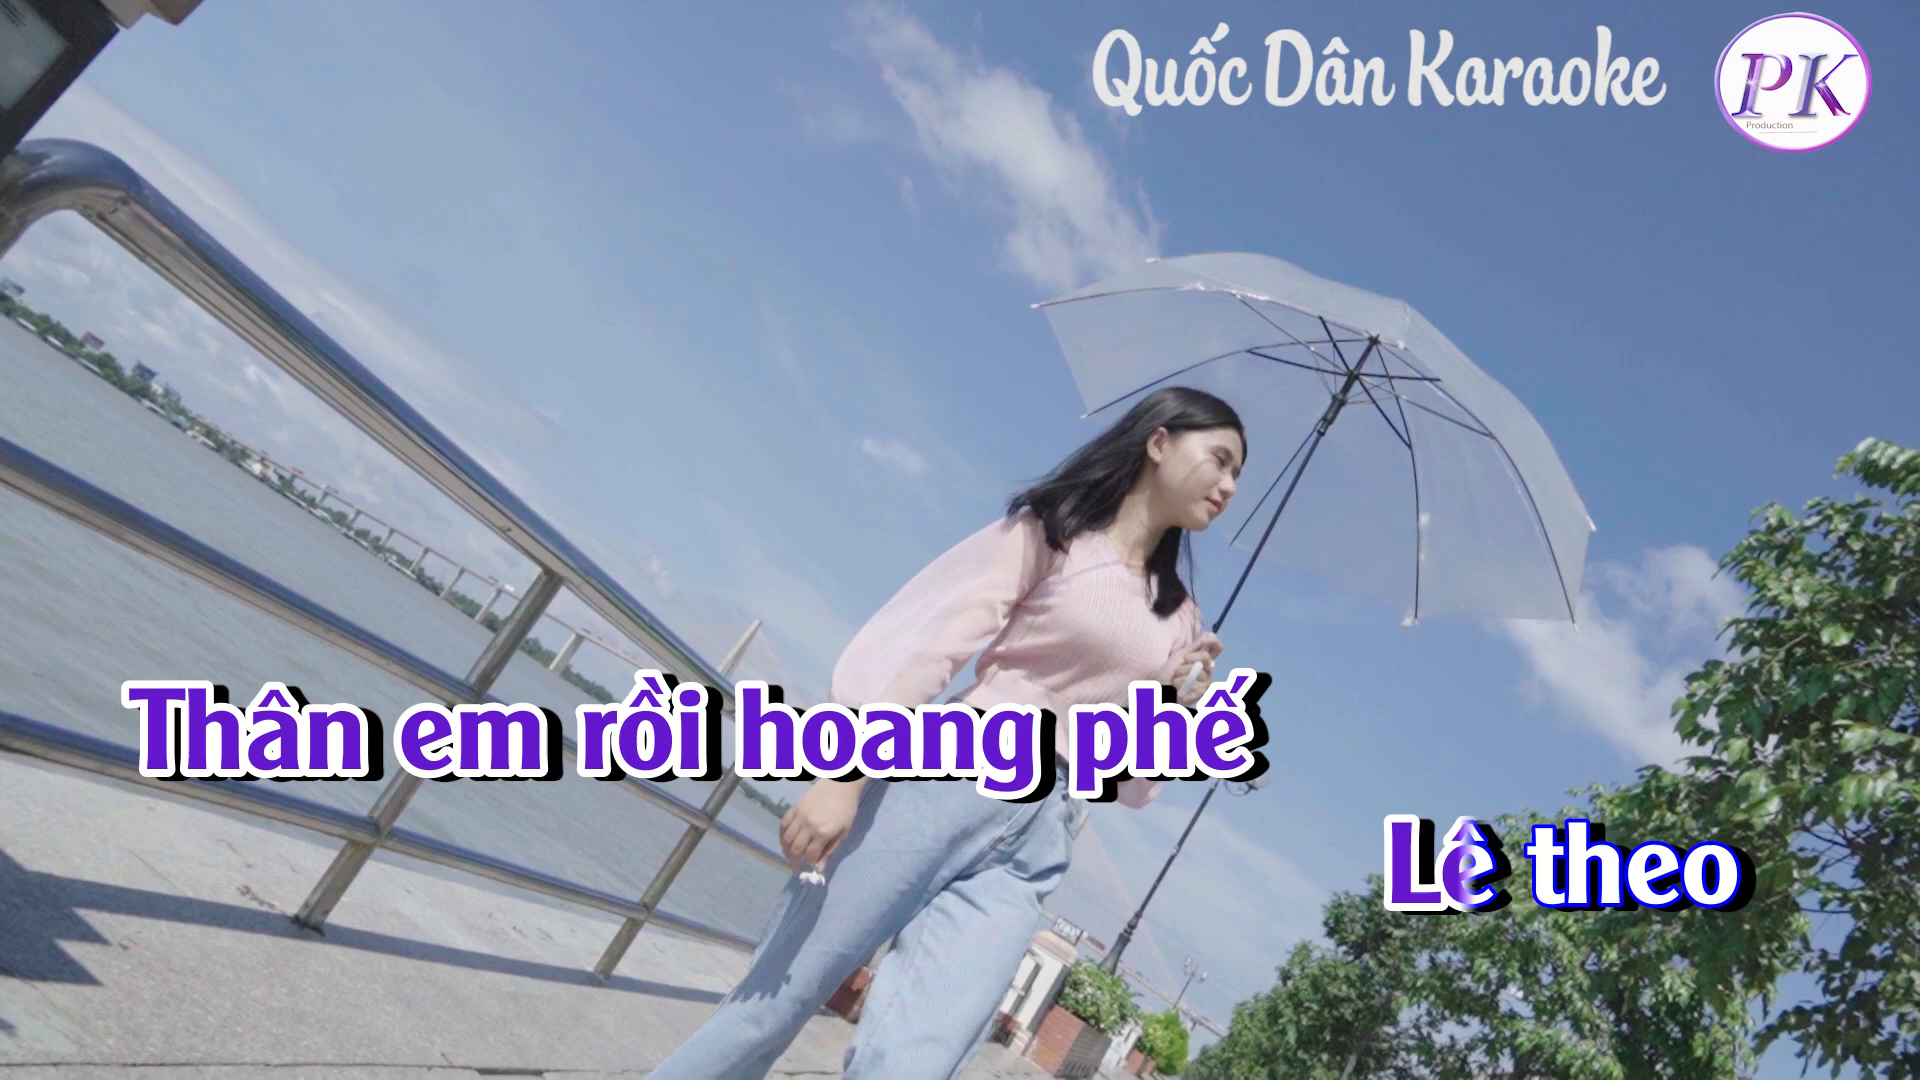 Quốc Dân Karaoke
PK
Production
Thân em rồi hoang phế
Lê theo